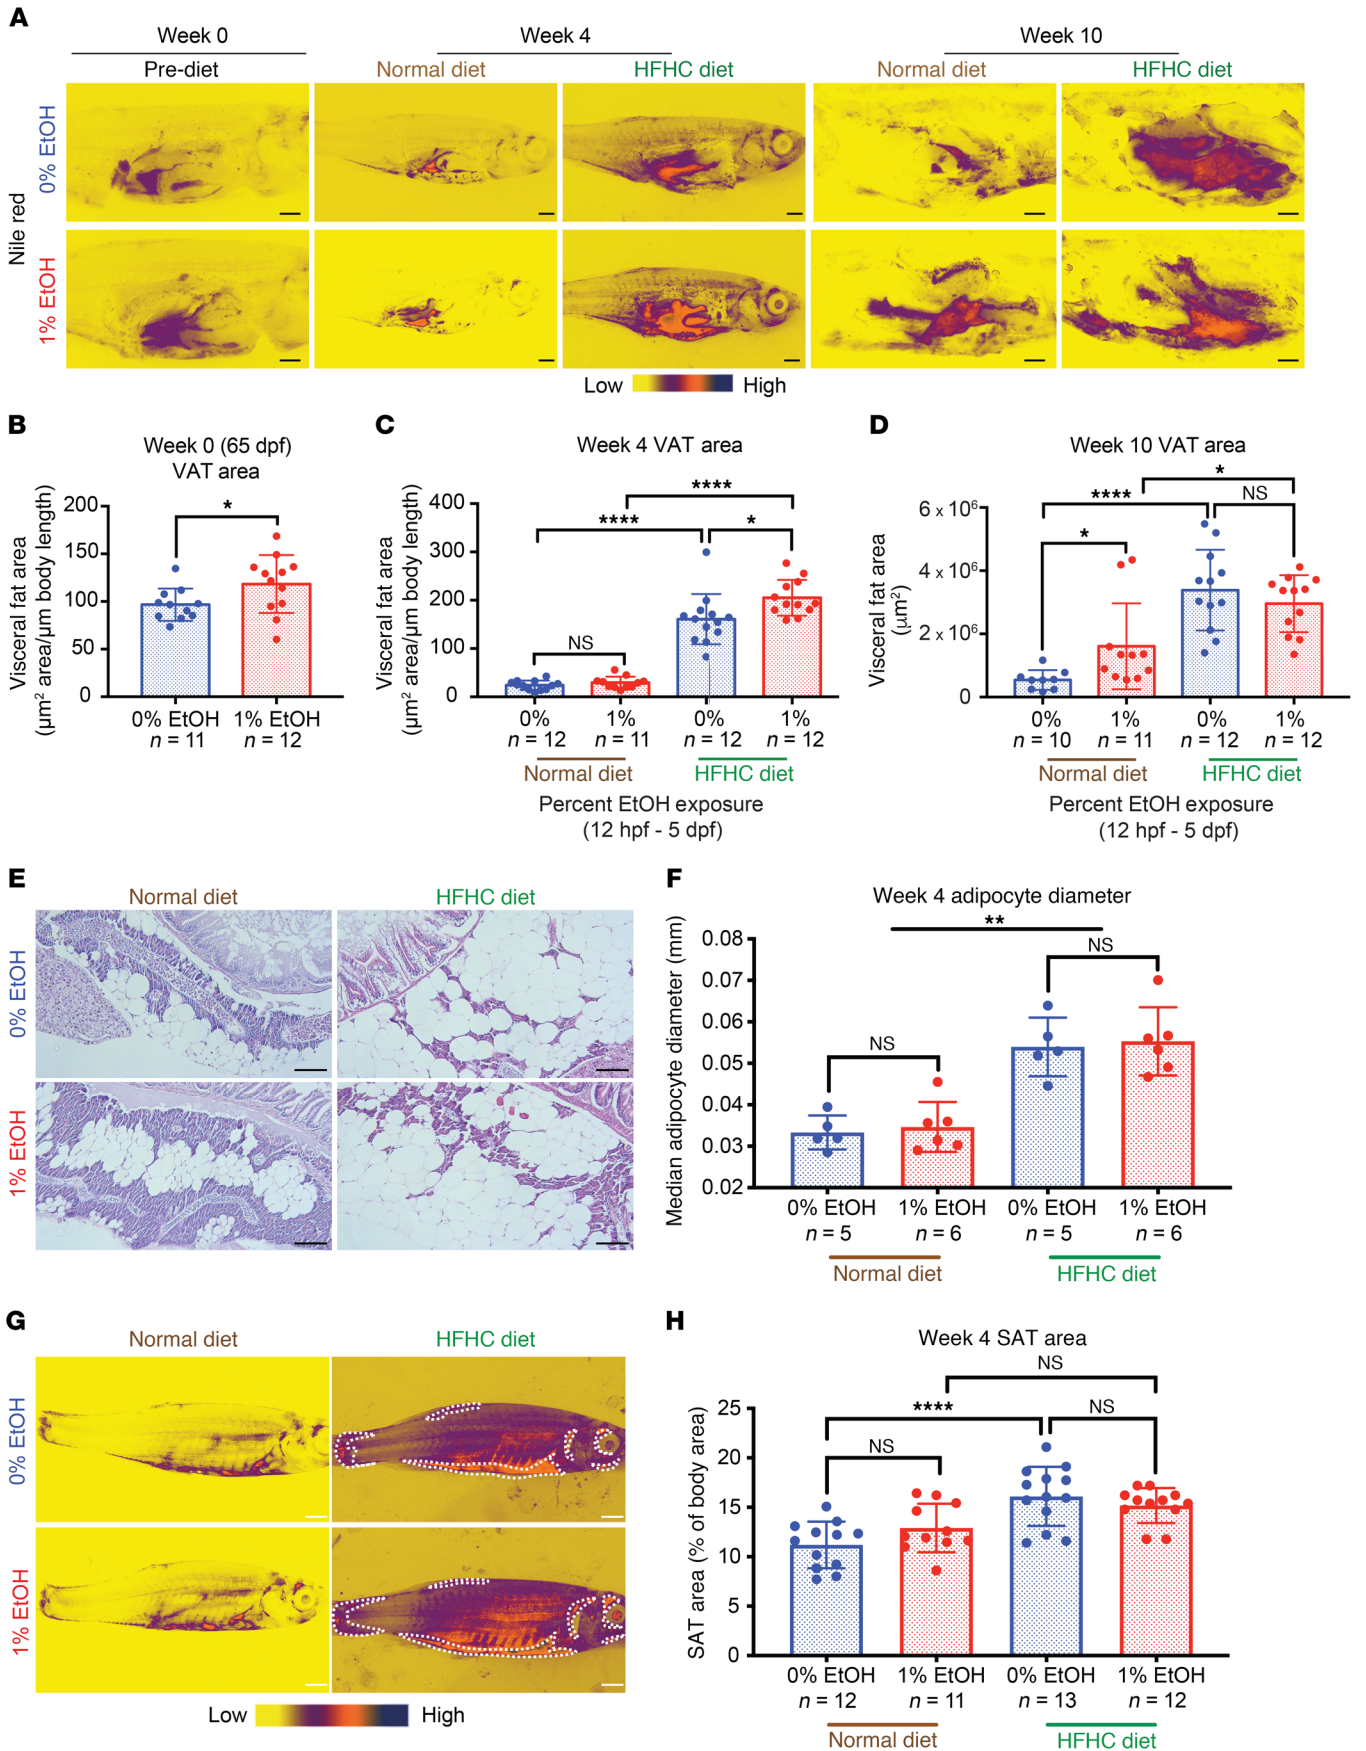 A
Week 0
Week 4
Week 10
Pre-diet
Normal diet
HFHC diet
Normal diet
HFHC diet
Nile red
0% EtOH
1% EtOH
Low
High
B
Week 0 (65 dpf)
VAT area
Visceral fat area
(µm² area/µm body length)
200
150
100
50
0
*
0% EtOH
1% EtOH
n = 11
n = 12
C
Week 4 VAT area
Visceral fat area
(µm² area/µm body length)
400
300
200
100
0
****
****
*
NS
0%
1%
0%
1%
n = 12
n = 11
n = 12
n = 12
Normal diet
HFHC diet
Percent EtOH exposure
(12 hpf - 5 dpf)
D
Week 10 VAT area
Visceral fat area
(µm²)
6 x 10⁶
4 x 10⁶
2 x 10⁶
0
*
****
NS
*
0%
1%
0%
1%
n = 10
n = 11
n = 12
n = 12
Normal diet
HFHC diet
Percent EtOH exposure
(12 hpf - 5 dpf)
E
Normal diet
HFHC diet
0% EtOH
1% EtOH
F
Week 4 adipocyte diameter
Median adipocyte diameter (mm)
0.08
0.07
0.06
0.05
0.04
0.03
0.02
**
NS
NS
0% EtOH
1% EtOH
0% EtOH
1% EtOH
n = 5
n = 6
n = 5
n = 6
Normal diet
HFHC diet
G
Normal diet
HFHC diet
0% EtOH
1% EtOH
Low
High
H
Week 4 SAT area
SAT area (% of body area)
25
20
15
10
5
0
NS
****
NS
NS
0% EtOH
1% EtOH
0% EtOH
1% EtOH
n = 12
n = 11
n = 13
n = 12
Normal diet
HFHC diet